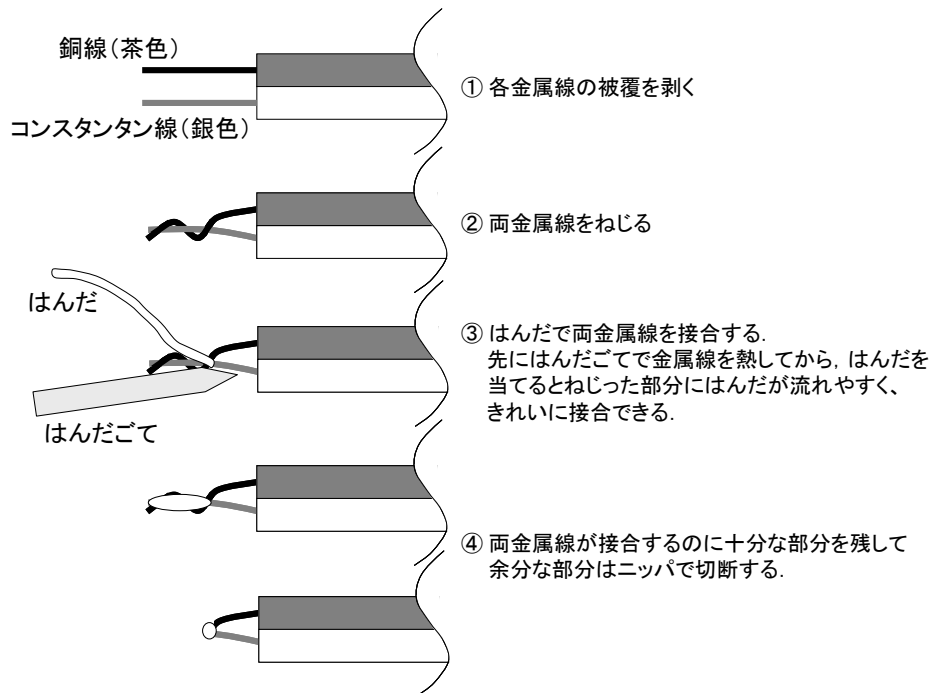 銅線（茶色）
① 各金属線の被覆を剥く
コンスタンタン線（銀色）
② 両金属線をねじる
はんだ
③ はんだで両金属線を接合する.
先にはんだごてで金属線を熱してから, はんだを
当てるとねじった部分にはんだが流れやすく、
きれいに接合できる.
はんだごて
④ 両金属線が接合するのに十分な部分を残して
余分な部分はニッパで切断する.